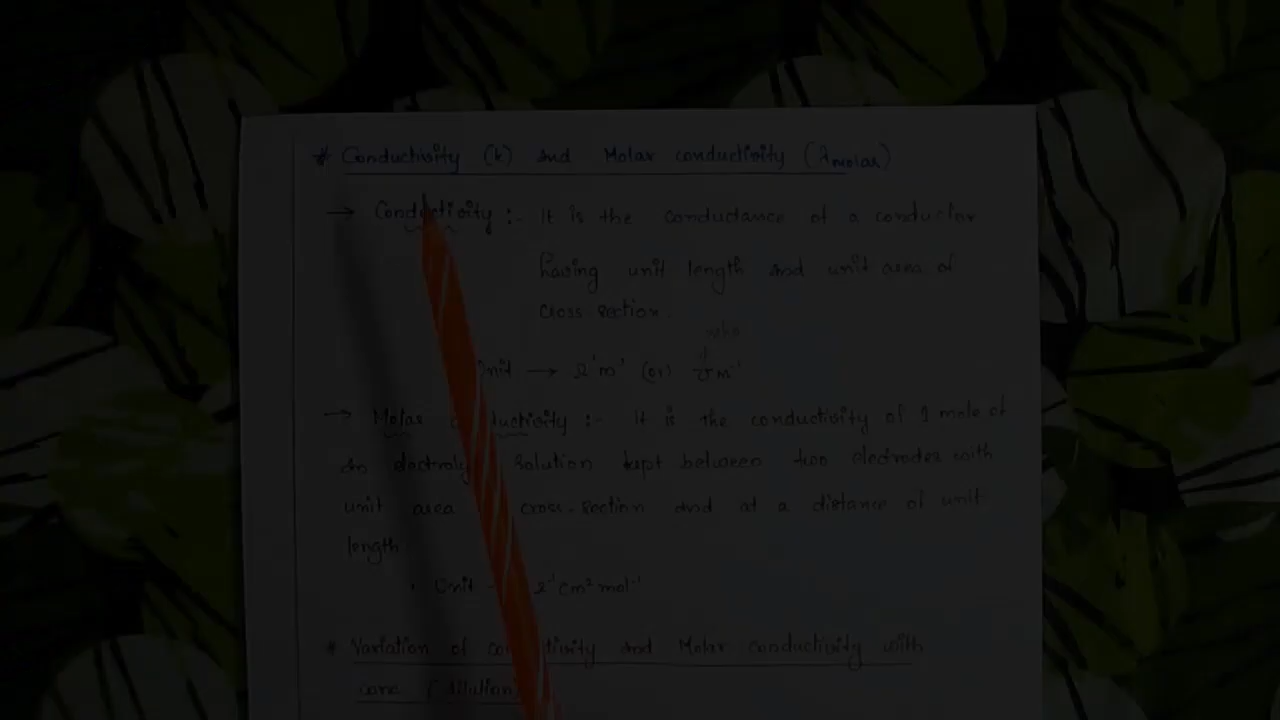 * Conductivity (k) and Molar conductivity (λmolar)
→ Conductivity :- It is the conductance of a conductor
having unit length and unit area of
cross section.
mho
Unit → Ω⁻¹m⁻¹ (or) ℧m⁻¹
→ Molar conductivity :- It is the conductivity of 1 mole of
an electroly solution kept between two electrodes with
unit area cross-section and at a distance of unit
length
• Unit Ω⁻¹cm²mol⁻¹
* Variation of conductivity and Molar conductivity with
conc (dilution